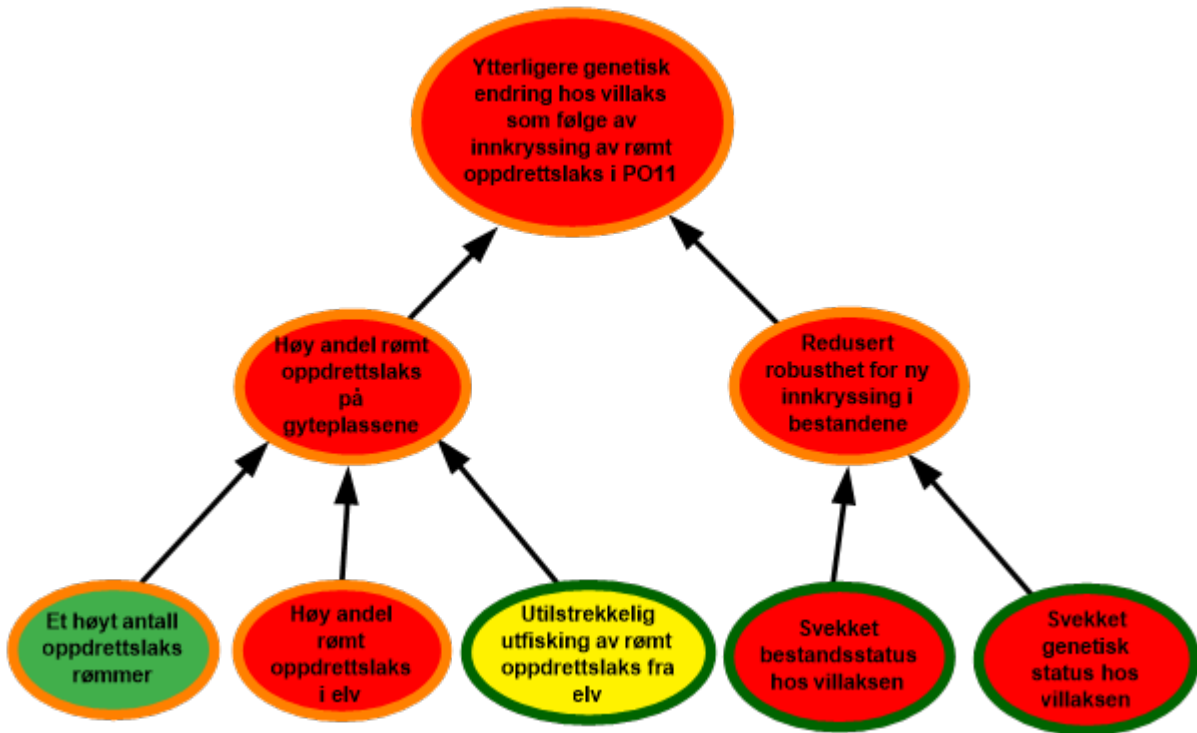 Ytterligere genetisk
endring hos villaks
som følge av
innkryssing av rømt
oppdrettslaks i PO11
Høy andel rømt
oppdrettslaks
på
gyteplassene
Redusert
robusthet for ny
innkryssing i
bestandene
Et høyt antall
oppdrettslaks
rømmer
Høy andel
rømt
oppdrettslaks
i elv
Utilstrekkelig
utfisking av rømt
oppdrettslaks fra
elv
Svekket
bestandsstatus
hos villaksen
Svekket
genetisk
status hos
villaksen